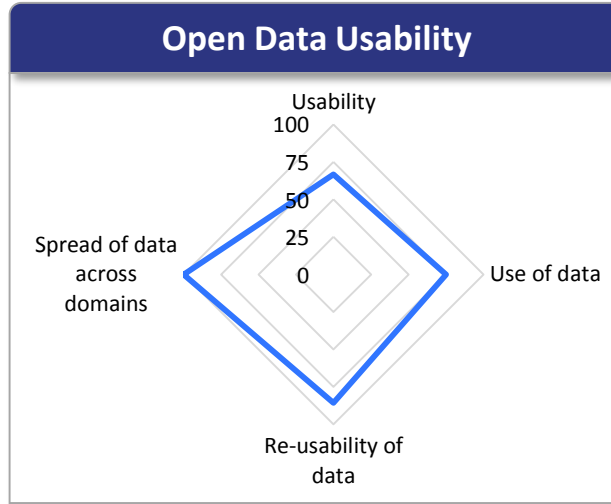 Open Data Usability
Usability
100
75
50
25
0
Spread of data
across
domains
Use of data
Re-usability of
data